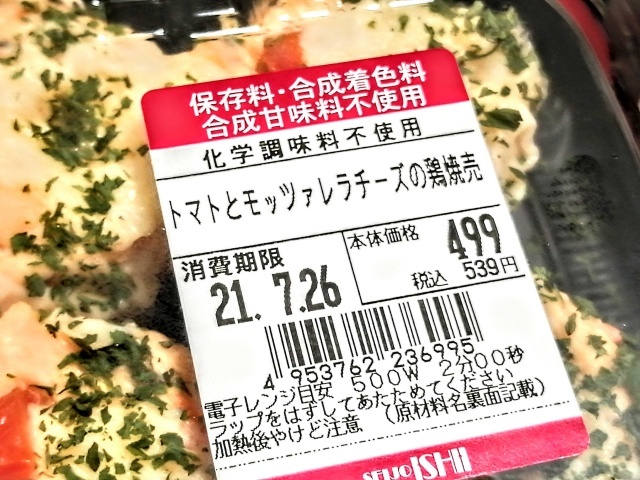 保存料・合成着色料
合成甘味料不使用
化学調味料不使用
トマトとモッツァレラチーズの鶏焼売
消費期限
21. 7.26
本体価格 499
税込 539円
4 953762 236995
電子レンジ目安 500W 2分00秒
ラップをはずしてあたためてください
加熱後やけど注意 (原材料名裏面記載)
SEIJO ISHII